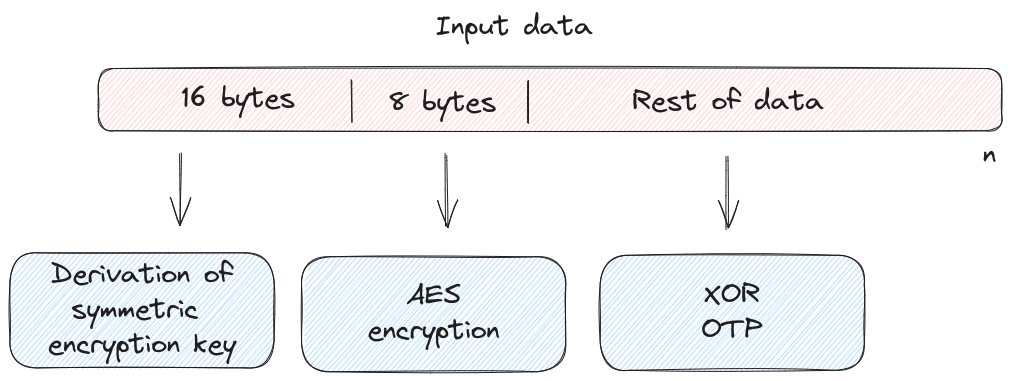 Input data
16 bytes
8 bytes
Rest of data
n
Derivation of
symmetric
encryption key
AES
encryption
XOR
OTP